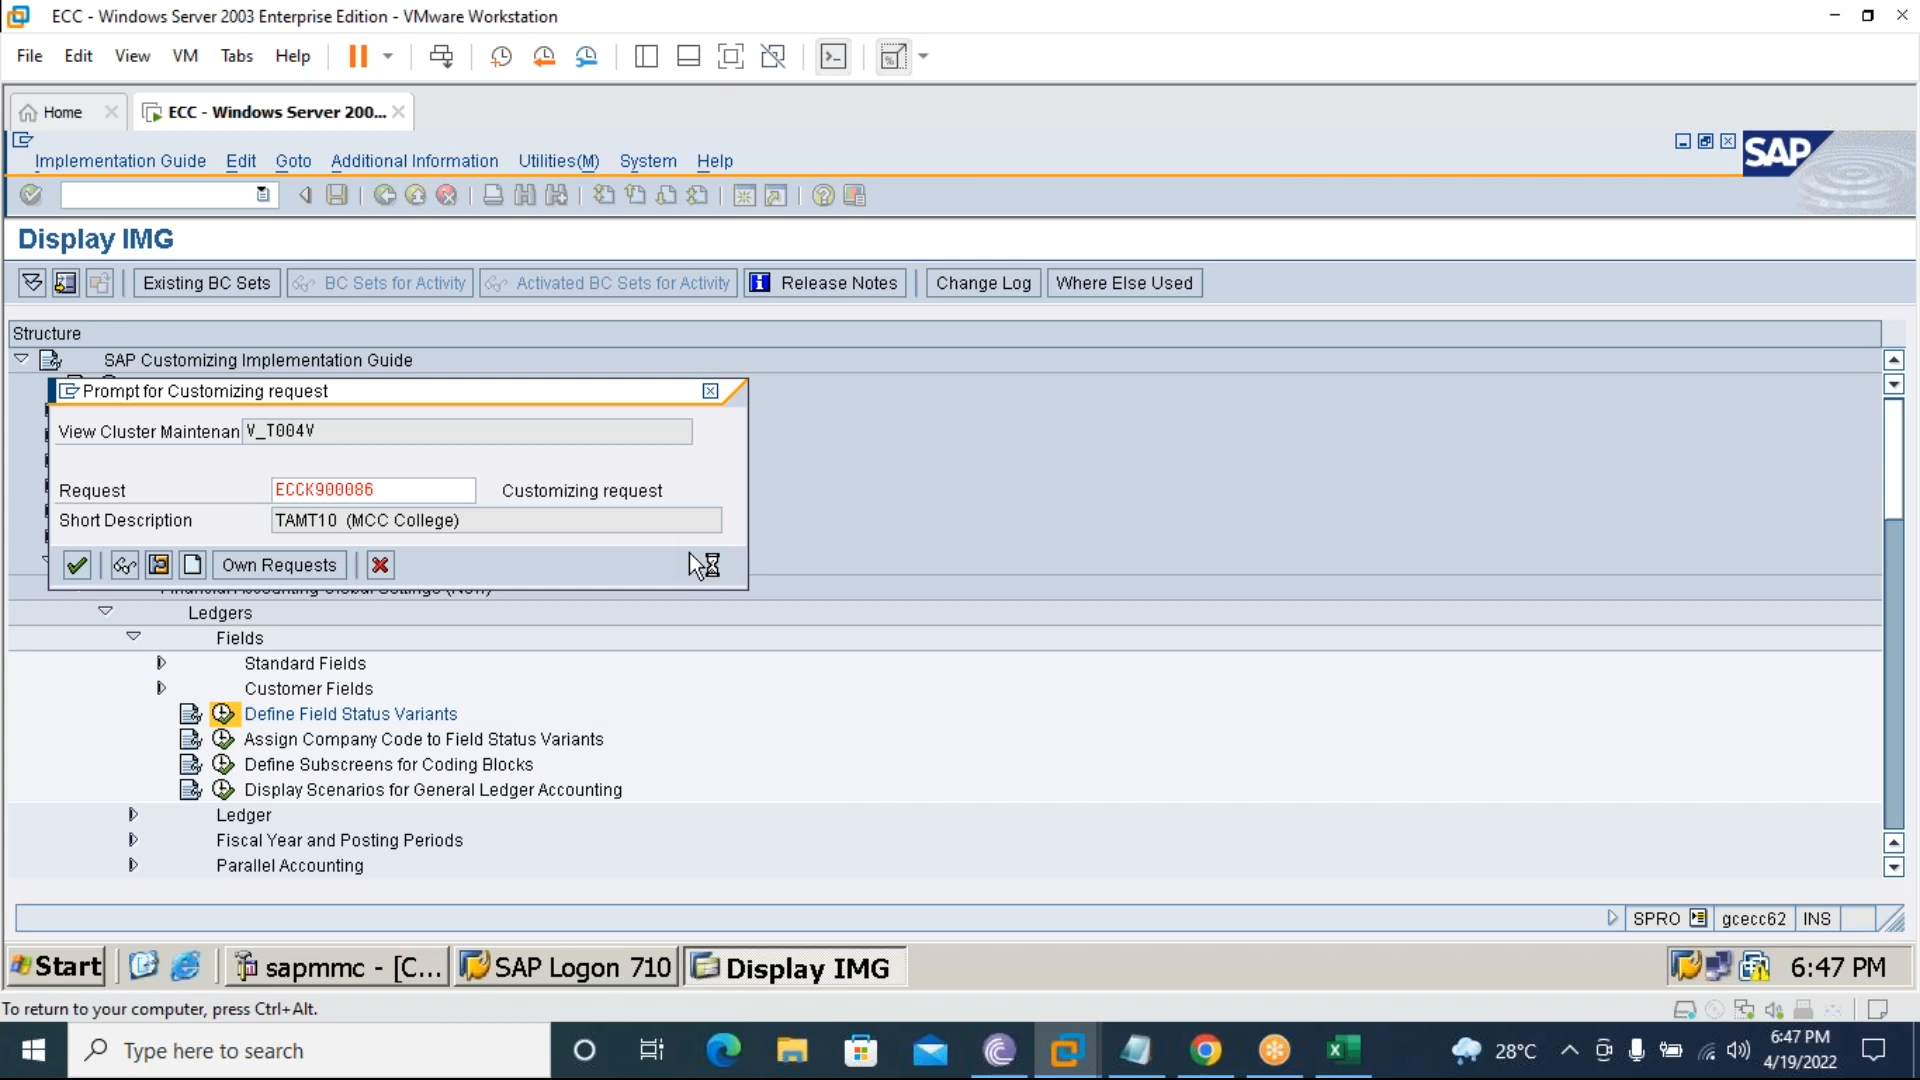 ECC - Windows Server 2003 Enterprise Edition - VMware Workstation
File Edit View VM Tabs Help
Home ECC - Windows Server 200...
Implementation Guide Edit Goto Additional Information Utilities(M) System Help
SAP
Display IMG
Existing BC Sets BC Sets for Activity Activated BC Sets for Activity Release Notes Change Log Where Else Used
Structure
SAP Customizing Implementation Guide
Prompt for Customizing request
View Cluster Maintenan V_T004V
Request ECCK900086 Customizing request
Short Description TAMT10 (MCC College)
Own Requests
Financial Accounting Global Settings (New)
Ledgers
Fields
Standard Fields
Customer Fields
Define Field Status Variants
Assign Company Code to Field Status Variants
Define Subscreens for Coding Blocks
Display Scenarios for General Ledger Accounting
Ledger
Fiscal Year and Posting Periods
Parallel Accounting
SPRO gcecc62 INS
Start sapmmc - [C... SAP Logon 710 Display IMG 6:47 PM
To return to your computer, press Ctrl+Alt.
Type here to search 28°C 6:47 PM
4/19/2022